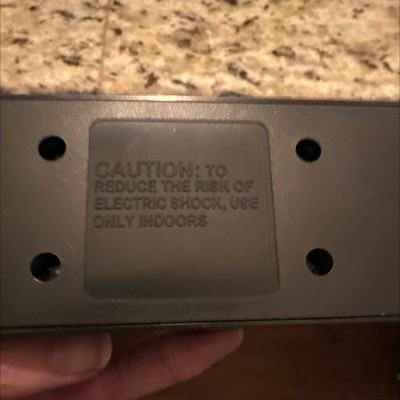 CAUTION: TO
REDUCE THE RISK OF
ELECTRIC SHOCK, USE
ONLY INDOORS